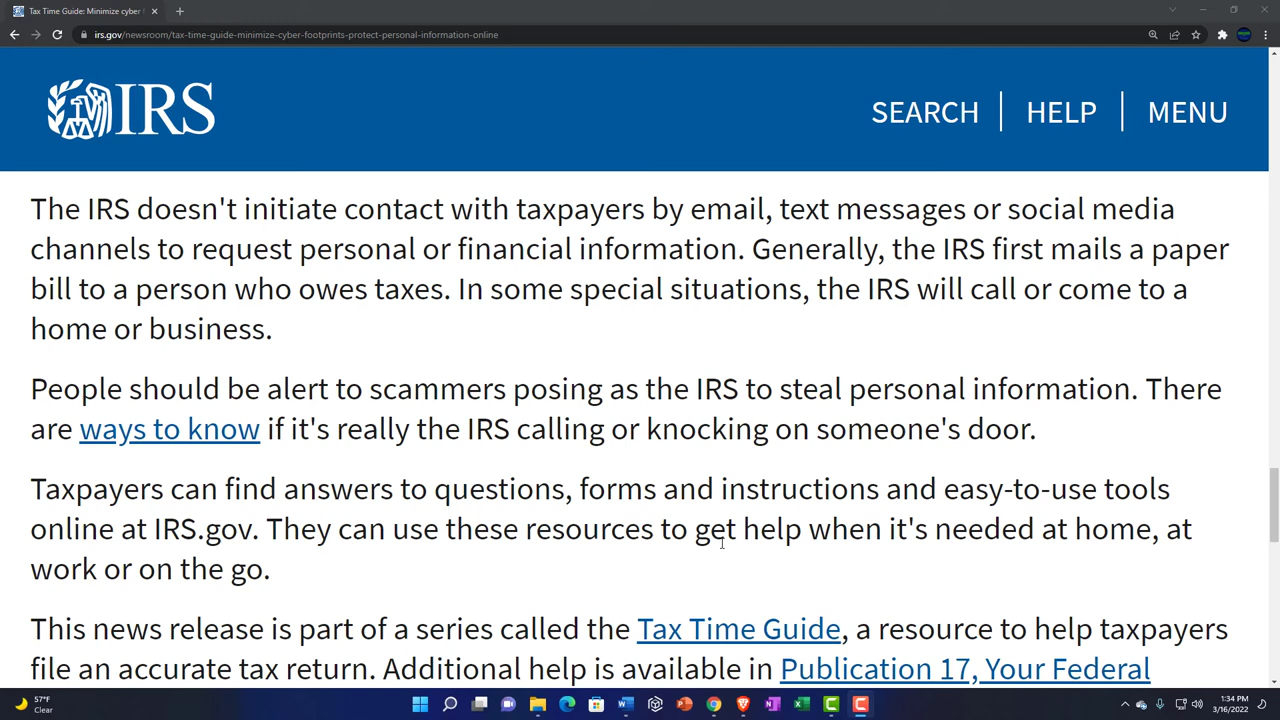 Tax Time Guide: Minimize cyber f
irs.gov/newsroom/tax-time-guide-minimize-cyber-footprints-protect-personal-information-online
IRS
SEARCH
HELP
MENU
The IRS doesn't initiate contact with taxpayers by email, text messages or social media
channels to request personal or financial information. Generally, the IRS first mails a paper
bill to a person who owes taxes. In some special situations, the IRS will call or come to a
home or business.
People should be alert to scammers posing as the IRS to steal personal information. There
are ways to know if it's really the IRS calling or knocking on someone's door.
Taxpayers can find answers to questions, forms and instructions and easy-to-use tools
online at IRS.gov. They can use these resources to get help when it's needed at home, at
work or on the go.
This news release is part of a series called the Tax Time Guide, a resource to help taxpayers
file an accurate tax return. Additional help is available in Publication 17, Your Federal
57°F
Clear
1:34 PM
3/16/2022